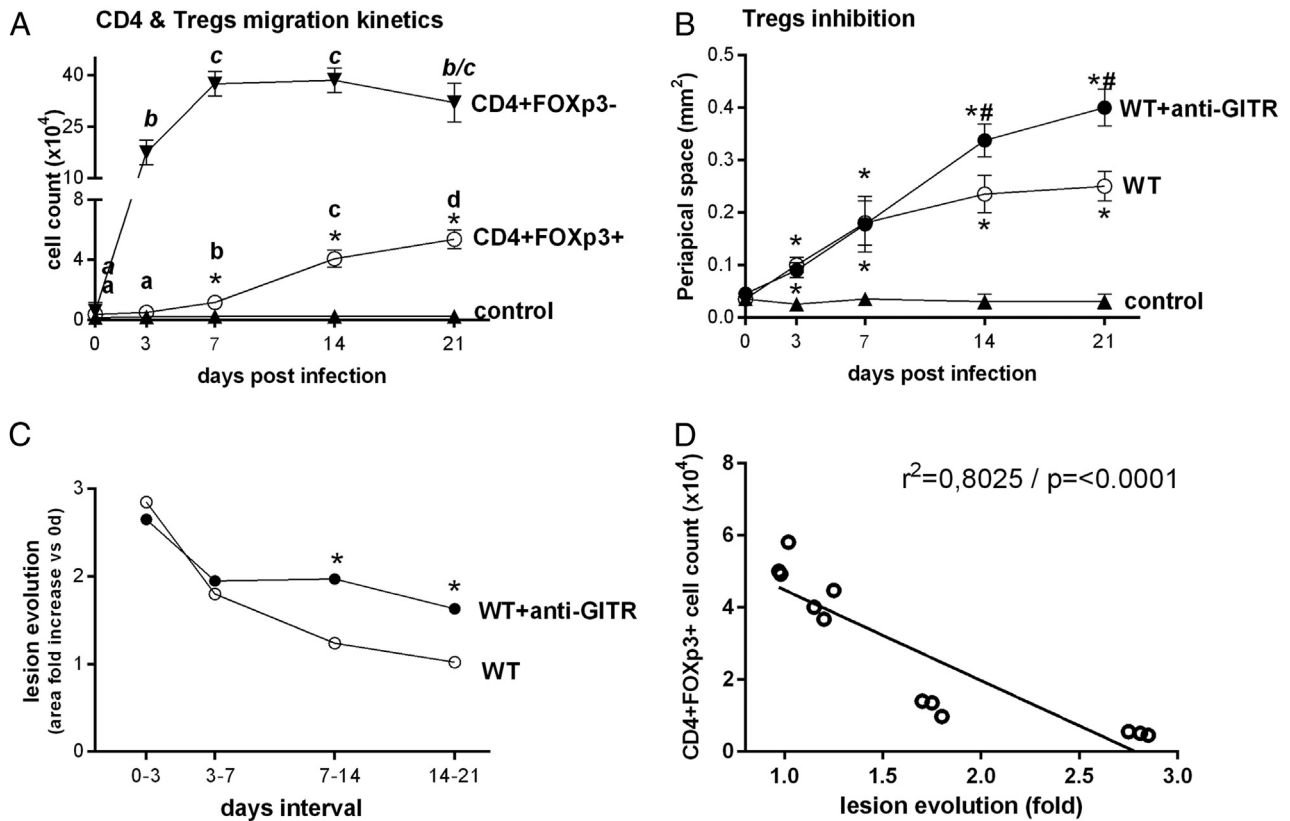 A
CD4 & Tregs migration kinetics
cell count (x10⁴)
40
25
10
8
4
0
a
a
b
a
c
b
*
c
c
*
b/c
d
*
CD4+FOXp3-
CD4+FOXp3+
control
0 3 7 14 21
days post infection
B
Tregs inhibition
Periapical space (mm²)
0.5
0.4
0.3
0.2
0.1
0.0
*
*
*
*
*#
*
*#
*
WT+anti-GITR
WT
control
0 3 7 14 21
days post infection
C
lesion evolution
(area fold increase vs 0d)
3
2
1
0
*
*
WT+anti-GITR
WT
0-3 3-7 7-14 14-21
days interval
D
CD4+FOXp3+ cell count (x10⁴)
8
6
4
2
0
r²=0,8025 / p=<0.0001
1.0 1.5 2.0 2.5 3.0
lesion evolution (fold)